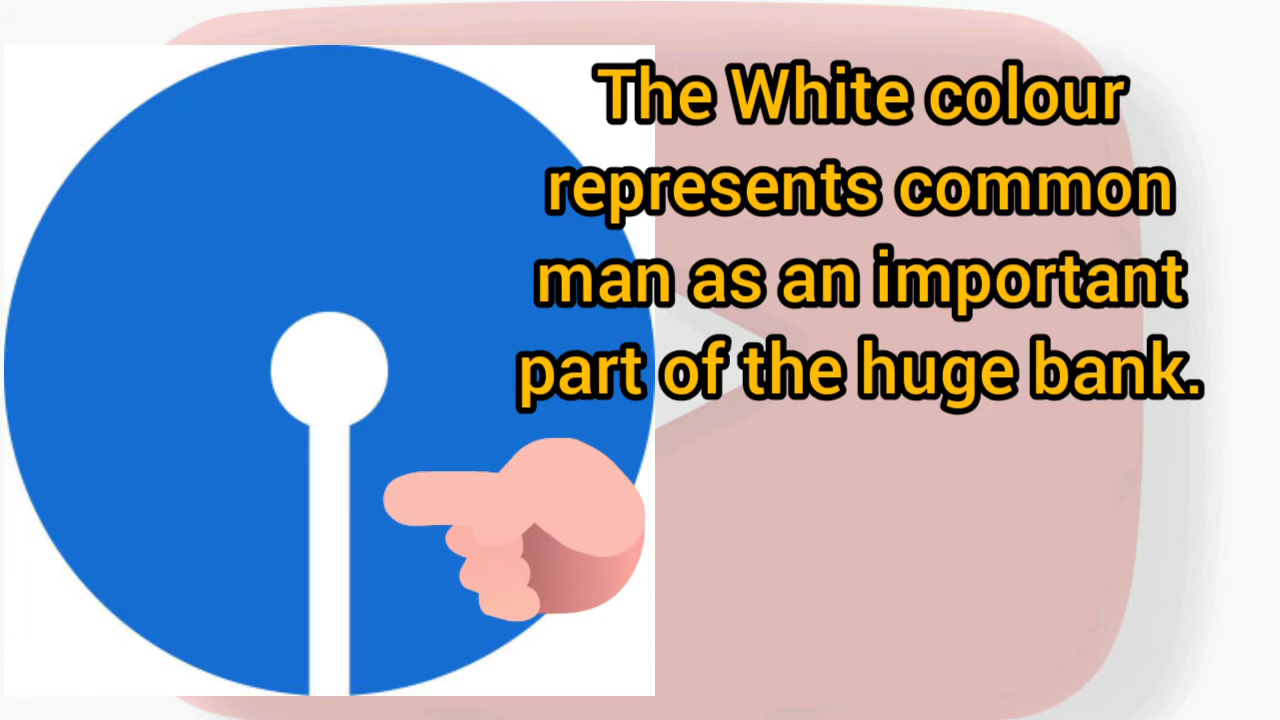 The White colour
represents common
man as an important
part of the huge bank.